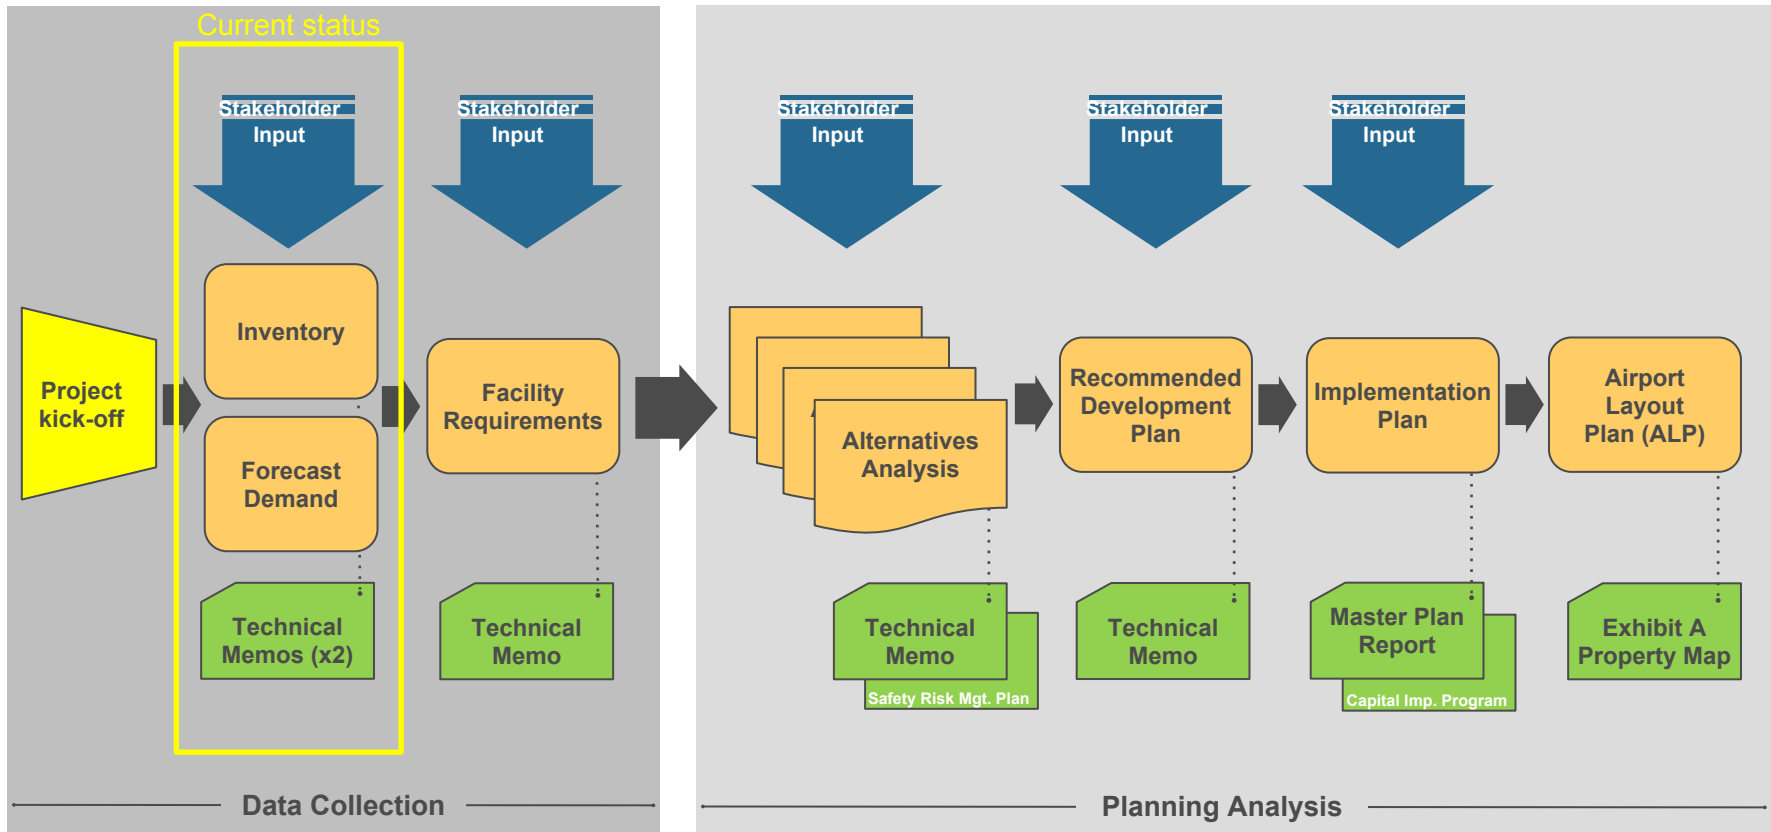 Current status
Stakeholder
Input
Stakeholder
Input
Stakeholder
Input
Stakeholder
Input
Stakeholder
Input
Project
kick-off
Inventory
Forecast
Demand
Facility
Requirements
A
Alternatives
Analysis
Recommended
Development
Plan
Implementation
Plan
Airport
Layout
Plan (ALP)
Technical
Memos (x2)
Technical
Memo
Technical
Memo
Safety Risk Mgt. Plan
Technical
Memo
Master Plan
Report
Capital Imp. Program
Exhibit A
Property Map
Data Collection
Planning Analysis